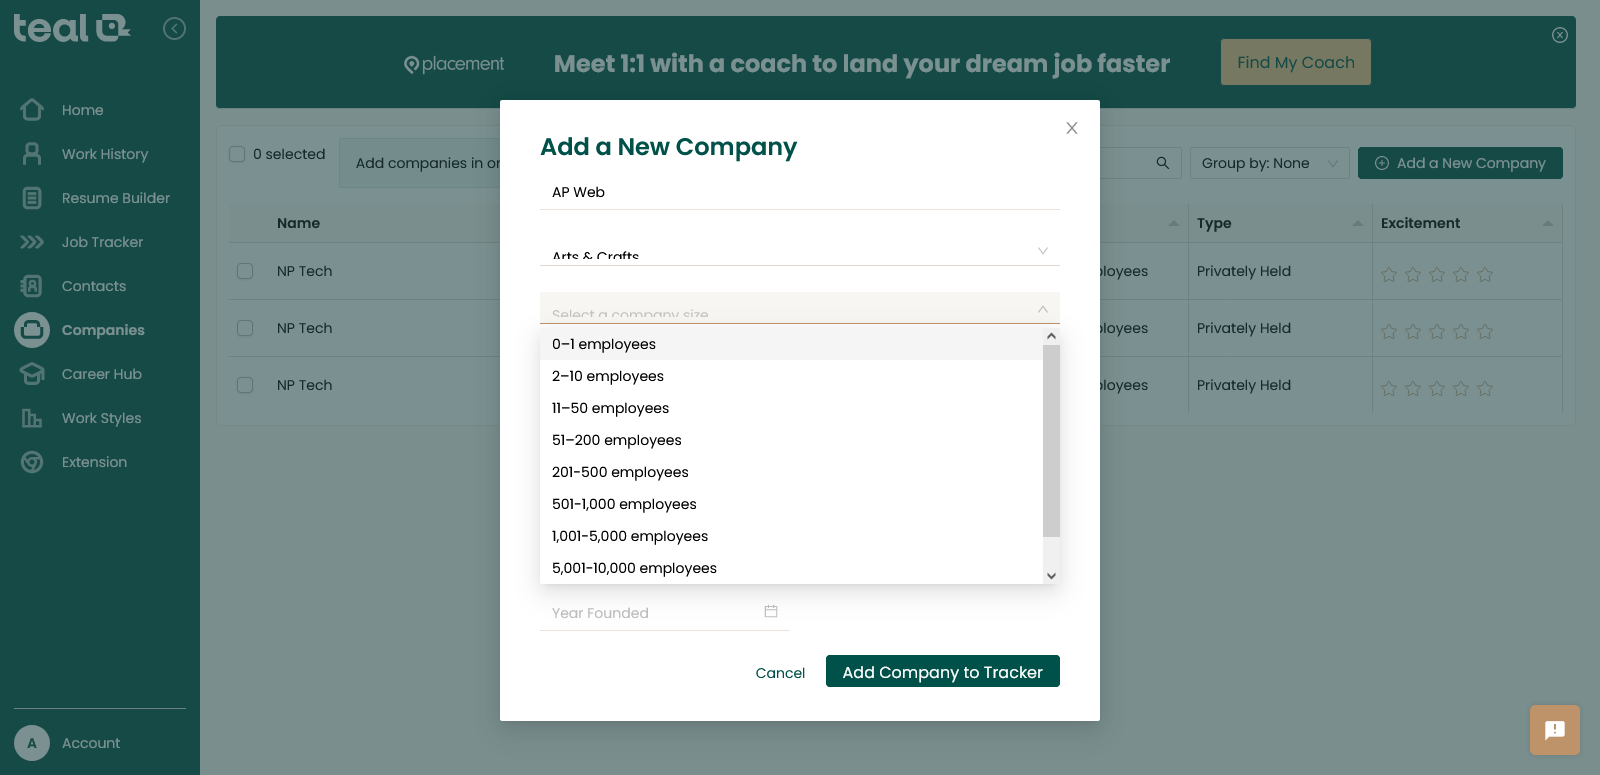 teal
placement
Meet 1:1 with a coach to land your dream job faster
Find My Coach
Home
Work History
Resume Builder
Job Tracker
Contacts
Companies
Career Hub
Work Styles
Extension
A Account
0 selected
Add companies in or
Group by: None
Add a New Company
Name
Type
Excitement
NP Tech
loyees
Privately Held
NP Tech
loyees
Privately Held
NP Tech
loyees
Privately Held
Add a New Company
AP Web
Arts & Crafts
Select a company size
0–1 employees
2–10 employees
11–50 employees
51–200 employees
201-500 employees
501-1,000 employees
1,001-5,000 employees
5,001-10,000 employees
Year Founded
Cancel
Add Company to Tracker